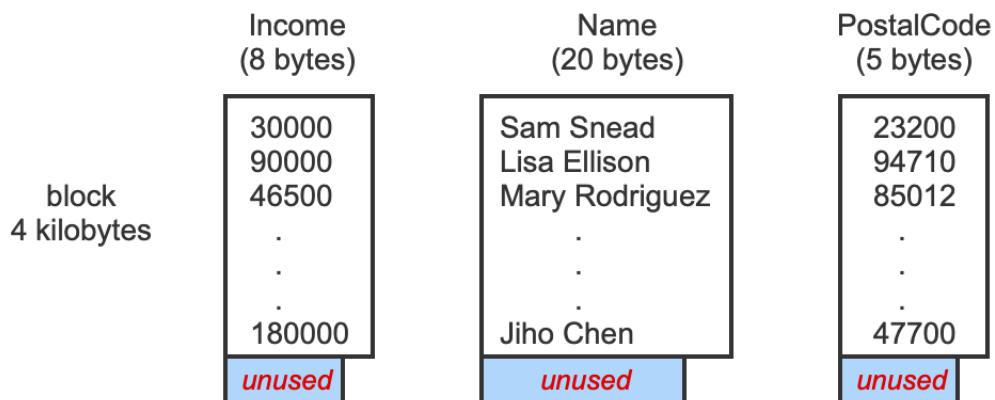 Income
(8 bytes)
Name
(20 bytes)
PostalCode
(5 bytes)
block
4 kilobytes
30000
90000
46500
.
.
.
180000
unused
Sam Snead
Lisa Ellison
Mary Rodriguez
.
.
.
Jiho Chen
unused
23200
94710
85012
.
.
.
47700
unused